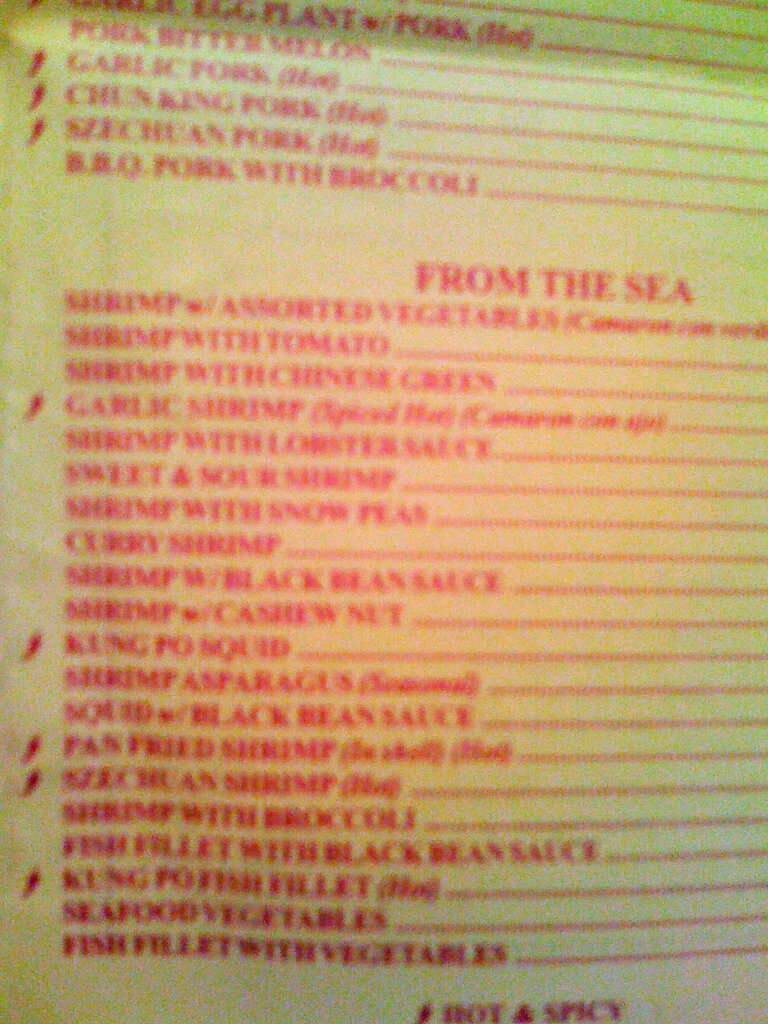 GARLIC EGG PLANT w/ PORK (Hot)
PORK BITTER MELON
GARLIC PORK (Hot)
CHUN KING PORK (Hot)
SZECHUAN PORK (Hot)
B.B.Q. PORK WITH BROCCOLI
FROM THE SEA
SHRIMP w/ ASSORTED VEGETABLES (Camaron con
SHRIMP WITH TOMATO
SHRIMP WITH CHINESE GREEN
GARLIC SHRIMP (Spiced Hot) (Camaron con ajo)
SHRIMP WITH LOBSTER SAUCE
SWEET & SOUR SHRIMP
SHRIMP WITH SNOW PEAS
CURRY SHRIMP
SHRIMP W/ BLACK BEAN SAUCE
SHRIMP w/ CASHEW NUT
KUNG PO SQUID
SHRIMP ASPARAGUS (Seasonal)
SQUID w/ BLACK BEAN SAUCE
PAN FRIED SHRIMP (In shell) (Hot)
SZECHUAN SHRIMP (Hot)
SHRIMP WITH BROCCOLI
FISH FILLET WITH BLACK BEAN SAUCE
KUNG PO FISH FILLET (Hot)
SEAFOOD VEGETABLES
FISH FILLET WITH VEGETABLES
HOT & SPICY